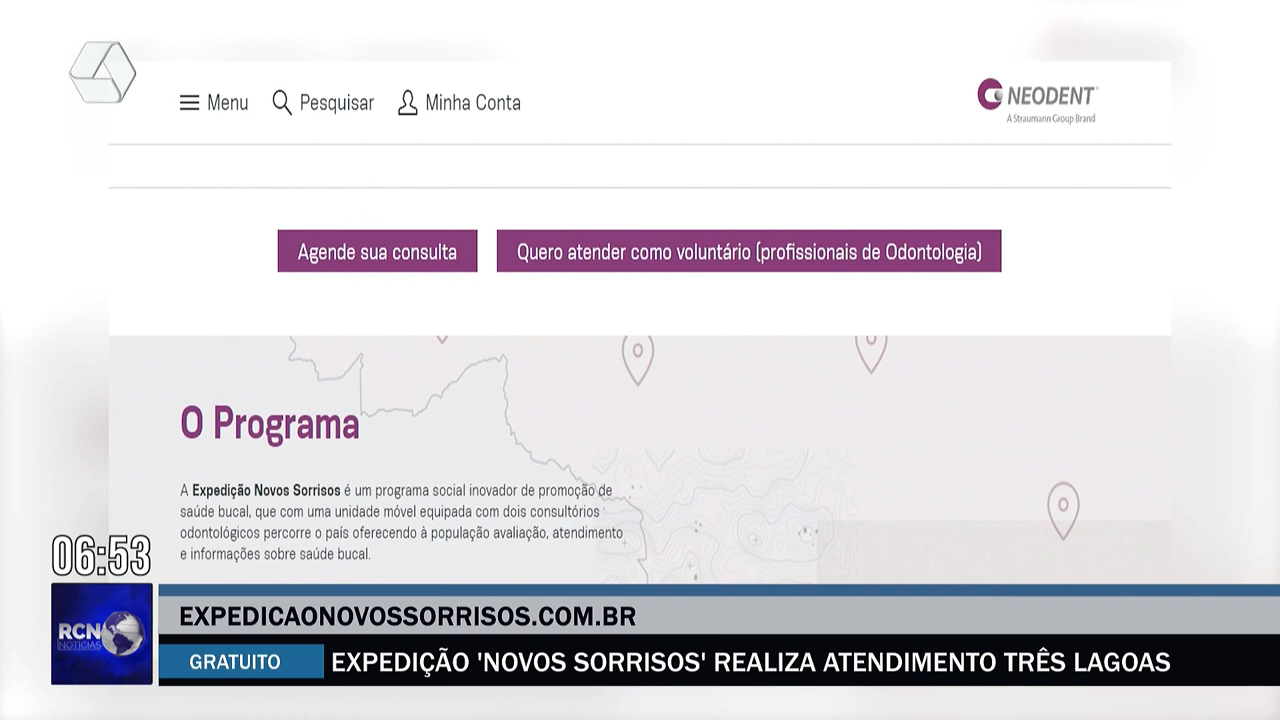 Menu Pesquisar Minha Conta
NEODENT
A Straumann Group Brand
Agende sua consulta
Quero atender como voluntário (profissionais de Odontologia)
O Programa
A Expedição Novos Sorrisos é um programa social inovador de promoção de
saúde bucal, que com uma unidade móvel equipada com dois consultórios
odontológicos percorre o país oferecendo à população avaliação, atendimento
e informações sobre saúde bucal.
06:53
RCN
NOTÍCIAS
EXPEDICAONOVOSSORRISOS.COM.BR
GRATUITO
EXPEDIÇÃO 'NOVOS SORRISOS' REALIZA ATENDIMENTO TRÊS LAGOAS